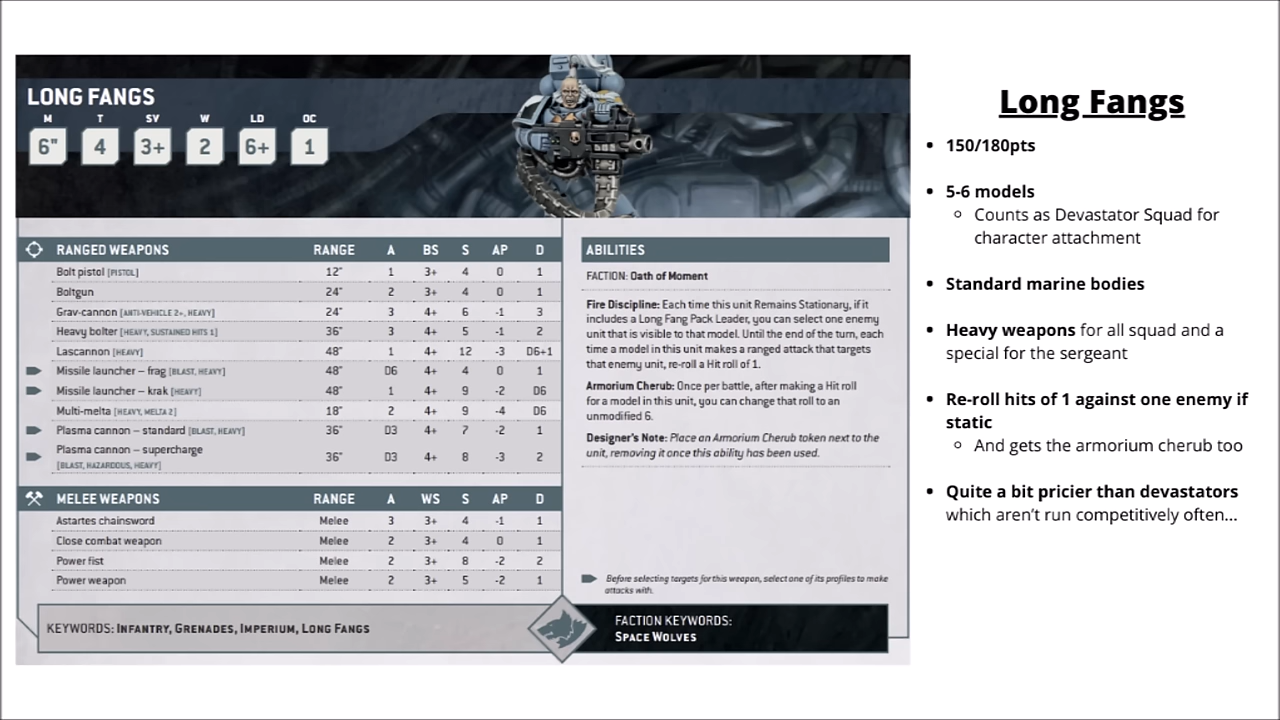 LONG FANGS
M T SV W LD OC
6" 4 3+ 2 6+ 1
RANGED WEAPONS RANGE A BS S AP D
Bolt pistol [PISTOL] 12" 1 3+ 4 0 1
Boltgun 24" 2 3+ 4 0 1
Grav-cannon [ANTI-VEHICLE 2+, HEAVY] 24" 3 4+ 6 -1 3
Heavy bolter [HEAVY, SUSTAINED HITS 1] 36" 3 4+ 5 -1 2
Lascannon [HEAVY] 48" 1 4+ 12 -3 D6+1
Missile launcher – frag [BLAST, HEAVY] 48" D6 4+ 4 0 1
Missile launcher – krak [HEAVY] 48" 1 4+ 9 -2 D6
Multi-melta [HEAVY, MELTA 2] 18" 2 4+ 9 -4 D6
Plasma cannon – standard [BLAST, HEAVY] 36" D3 4+ 7 -2 1
Plasma cannon – supercharge
[BLAST, HAZARDOUS, HEAVY] 36" D3 4+ 8 -3 2
MELEE WEAPONS RANGE A WS S AP D
Astartes chainsword Melee 3 3+ 4 -1 1
Close combat weapon Melee 2 3+ 4 0 1
Power fist Melee 2 3+ 8 -2 2
Power weapon Melee 2 3+ 5 -2 1
KEYWORDS: INFANTRY, GRENADES, IMPERIUM, LONG FANGS
ABILITIES
FACTION: Oath of Moment
Fire Discipline: Each time this unit Remains Stationary, if it
includes a Long Fang Pack Leader, you can select one enemy
unit that is visible to that model. Until the end of the turn, each
time a model in this unit makes a ranged attack that targets
that enemy unit, re-roll a Hit roll of 1.
Armorium Cherub: Once per battle, after making a Hit roll
for a model in this unit, you can change that roll to an
unmodified 6.
Designer's Note: Place an Armorium Cherub token next to the
unit, removing it once this ability has been used.
Before selecting targets for this weapon, select one of its profiles to make
attacks with.
FACTION KEYWORDS:
SPACE WOLVES
Long Fangs
• 150/180pts
• 5-6 models
○ Counts as Devastator Squad for
character attachment
• Standard marine bodies
• Heavy weapons for all squad and a
special for the sergeant
• Re-roll hits of 1 against one enemy if
static
○ And gets the armorium cherub too
• Quite a bit pricier than devastators
which aren't run competitively often...